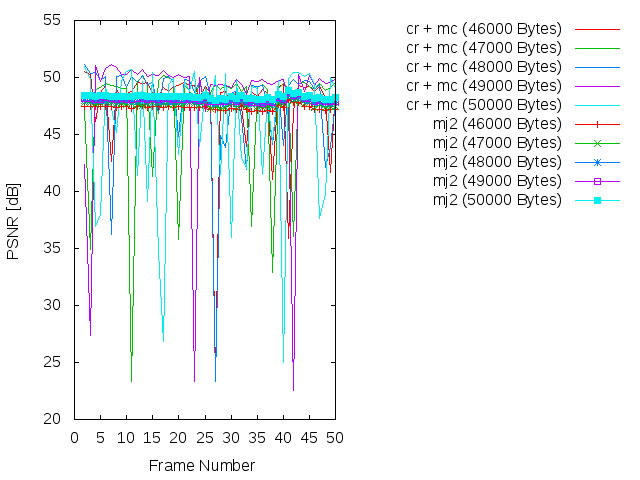 55
50
45
40
35
30
25
20
PSNR [dB]
0 5 10 15 20 25 30 35 40 45 50
Frame Number
cr + mc (46000 Bytes)
cr + mc (47000 Bytes)
cr + mc (48000 Bytes)
cr + mc (49000 Bytes)
cr + mc (50000 Bytes)
mj2 (46000 Bytes)
mj2 (47000 Bytes)
mj2 (48000 Bytes)
mj2 (49000 Bytes)
mj2 (50000 Bytes)